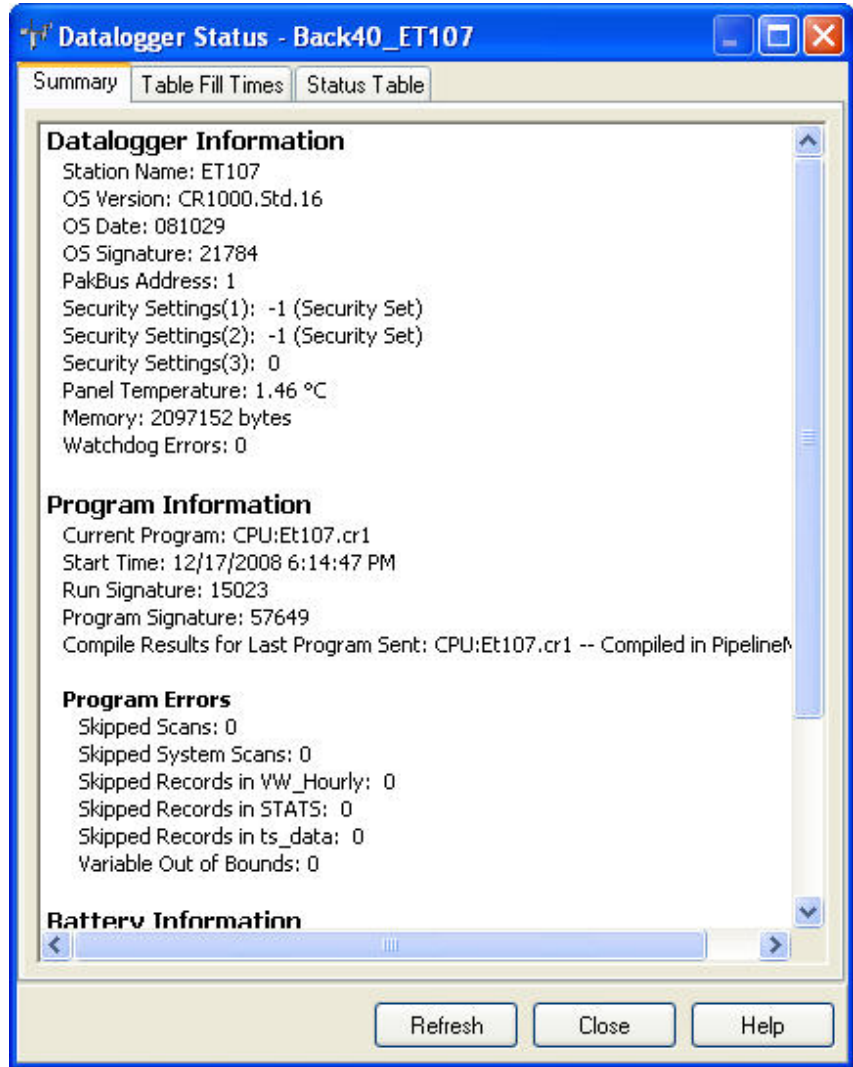 Datalogger Status - Back40_ET107
Summary Table Fill Times Status Table
Datalogger Information
Station Name: ET107
OS Version: CR1000.Std.16
OS Date: 081029
OS Signature: 21784
PakBus Address: 1
Security Settings(1): -1 (Security Set)
Security Settings(2): -1 (Security Set)
Security Settings(3): 0
Panel Temperature: 1.46 °C
Memory: 2097152 bytes
Watchdog Errors: 0
Program Information
Current Program: CPU:Et107.cr1
Start Time: 12/17/2008 6:14:47 PM
Run Signature: 15023
Program Signature: 57649
Compile Results for Last Program Sent: CPU:Et107.cr1 -- Compiled in Pipeline
Program Errors
Skipped Scans: 0
Skipped System Scans: 0
Skipped Records in VW_Hourly: 0
Skipped Records in STATS: 0
Skipped Records in ts_data: 0
Variable Out of Bounds: 0
Battery Information
Refresh Close Help